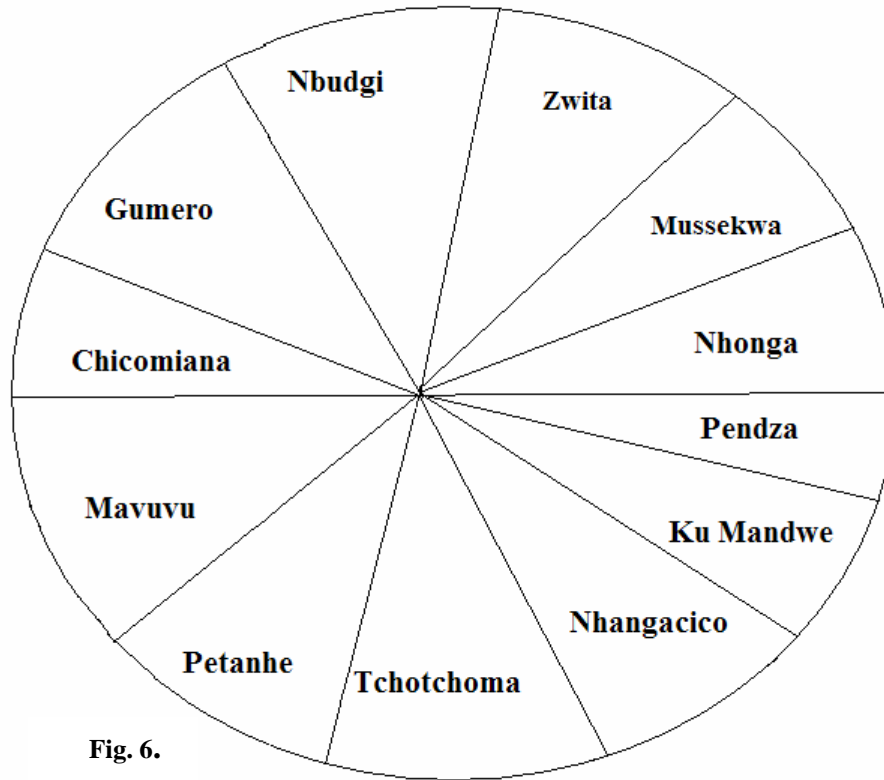 Nbudgi
Zwita
Gumero
Mussekwa
Nhonga
Chicomiana
Pendza
Mavuvu
Ku Mandwe
Nhangacico
Petanhe
Tchotchoma
Fig. 6.